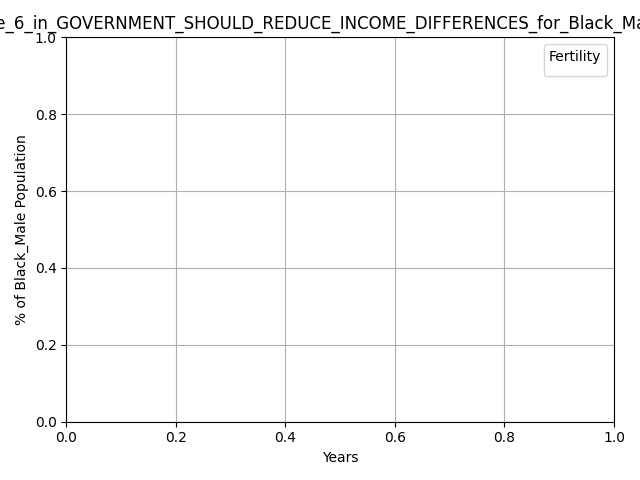 e_6_in_GOVERNMENT_SHOULD_REDUCE_INCOME_DIFFERENCES_for_Black_Ma
1.0
Fertility
0.8
0.6
0.4
0.2
0.0
% of Black_Male Population
0.0 0.2 0.4 0.6 0.8 1.0
Years